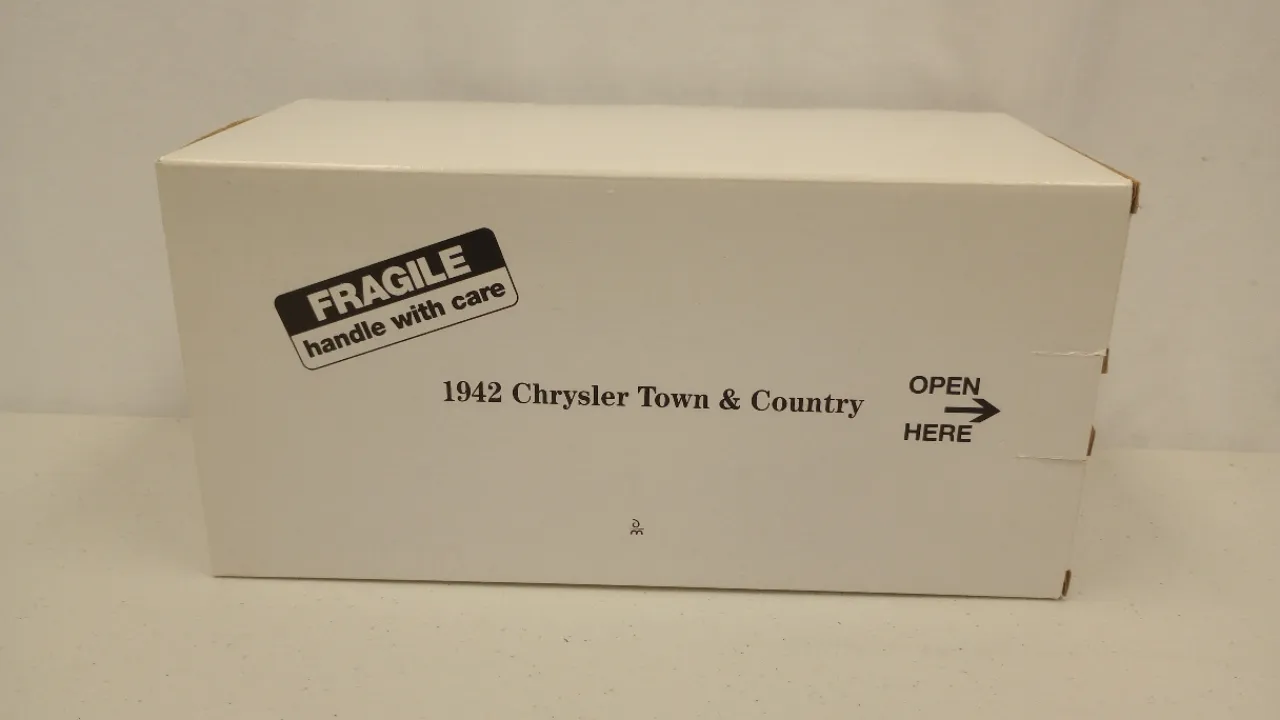 FRAGILE
handle with care
1942 Chrysler Town & Country
OPEN
HERE